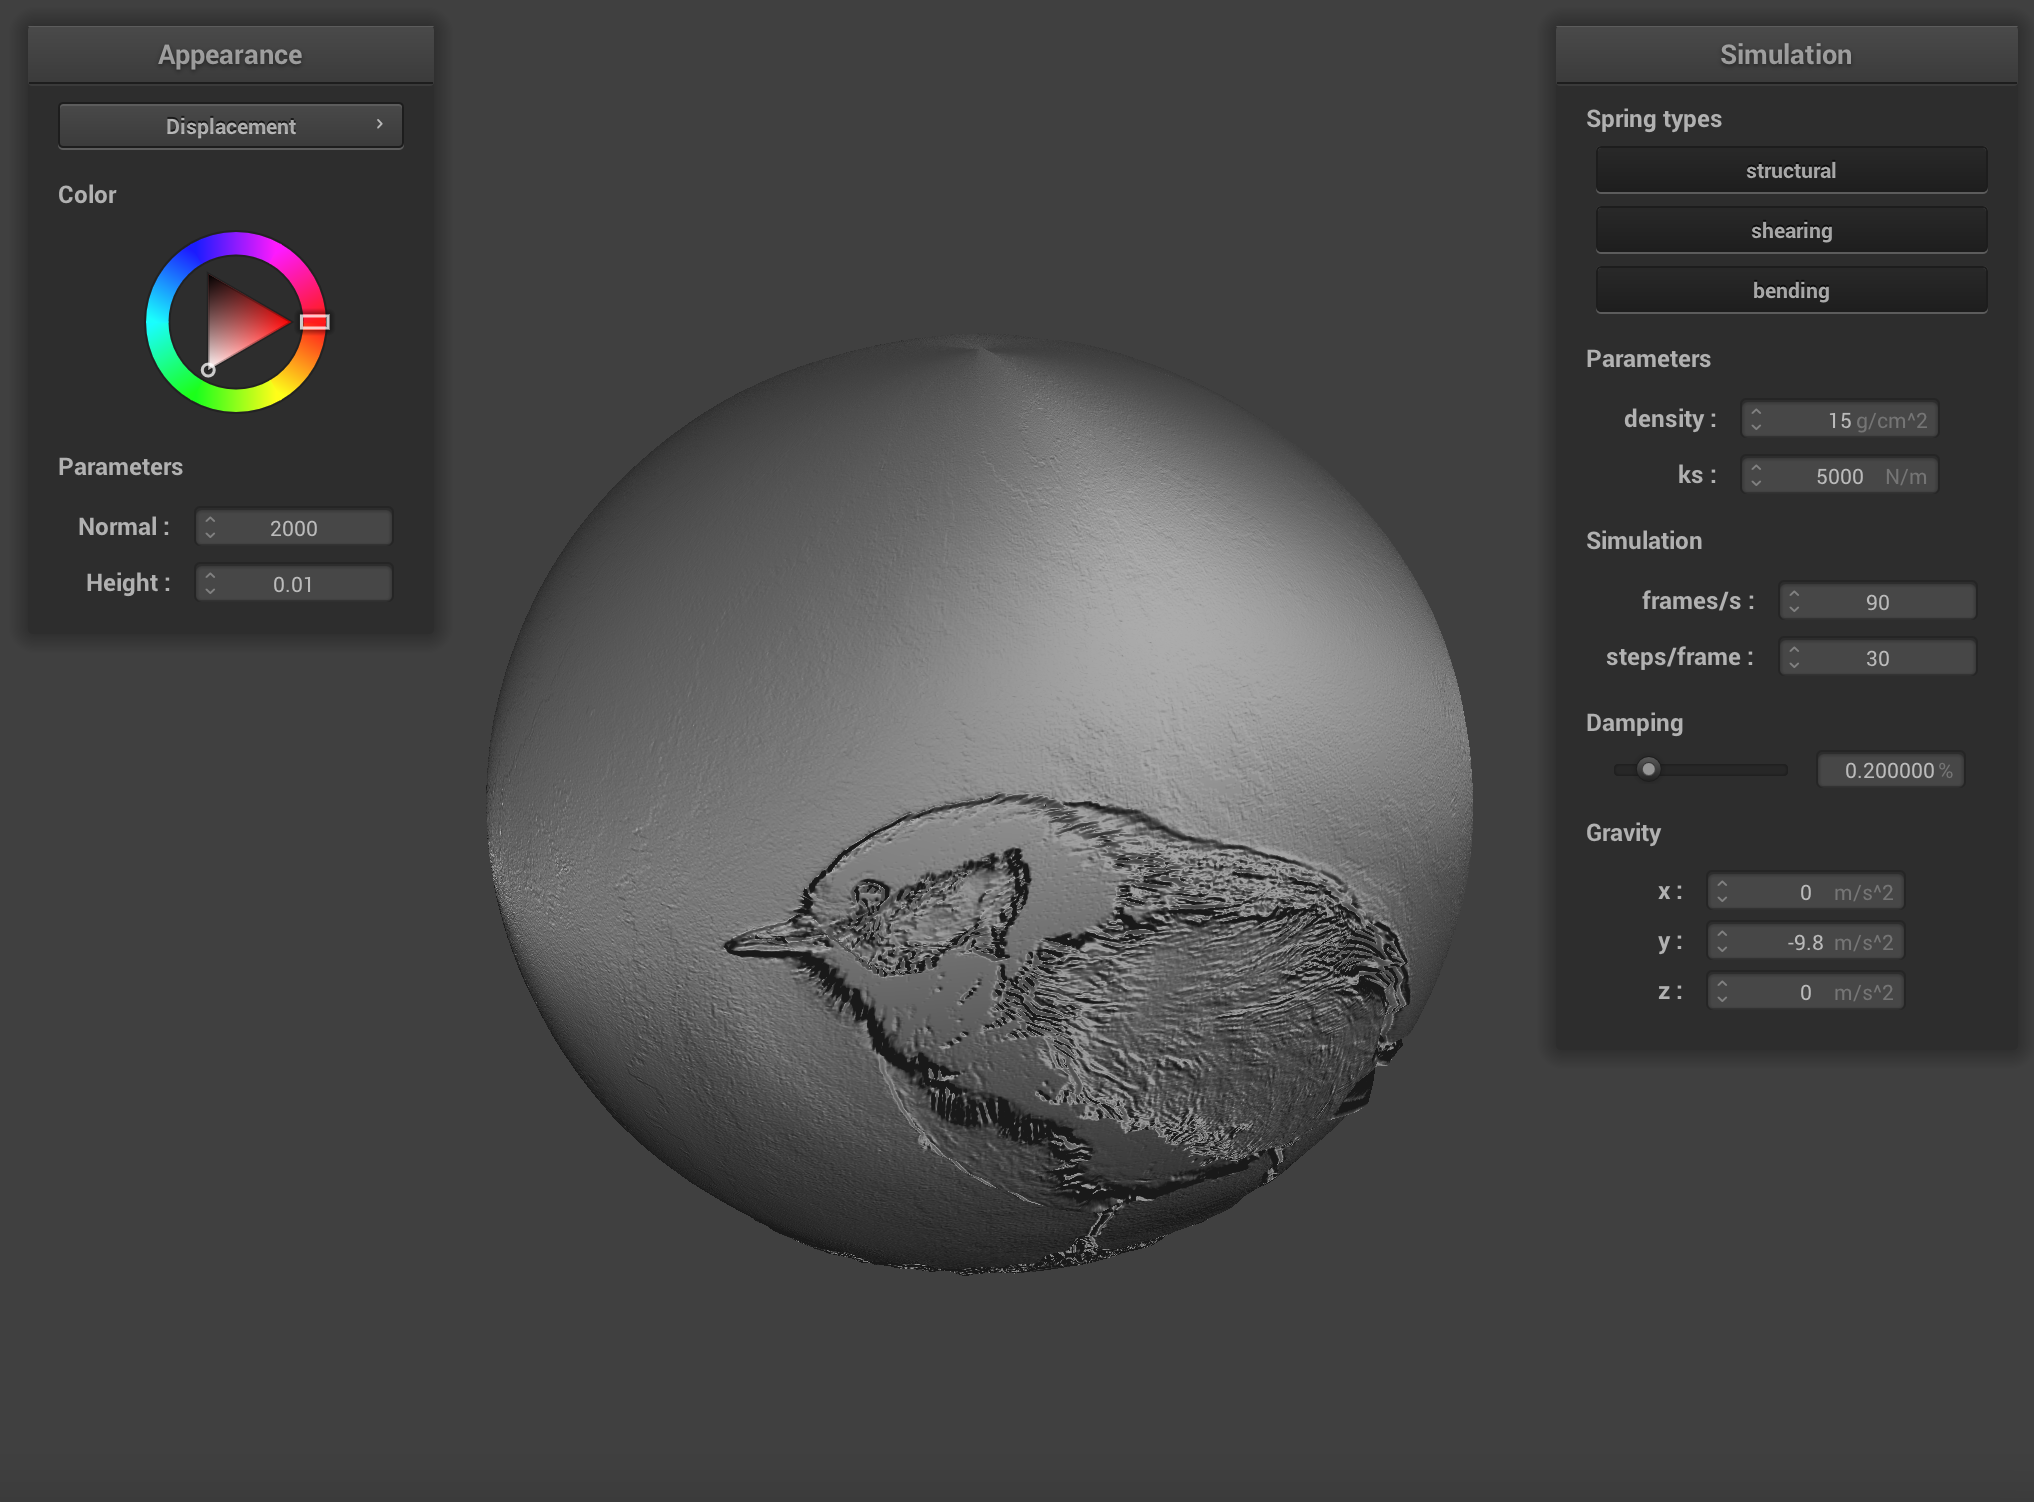 Appearance
Displacement
Color
Parameters
Normal : 2000
Height : 0.01
Simulation
Spring types
structural
shearing
bending
Parameters
density : 15 g/cm^2
ks : 5000 N/m
Simulation
frames/s : 90
steps/frame : 30
Damping
0.200000 %
Gravity
x : 0 m/s^2
y : -9.8 m/s^2
z : 0 m/s^2